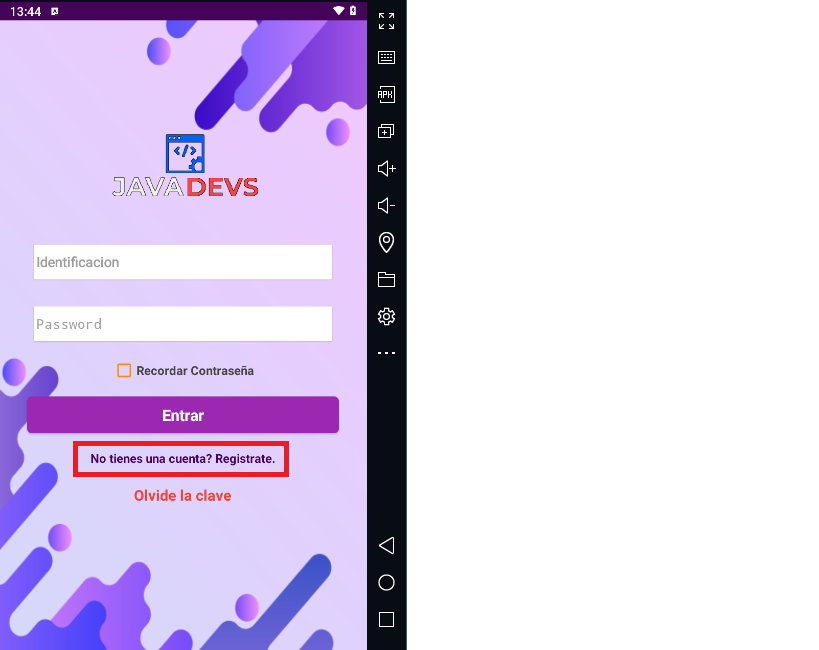 13:44
</>
JAVADEVS
Identificacion
Password
Recordar Contraseña
Entrar
No tienes una cuenta? Registrate.
Olvide la clave
APK